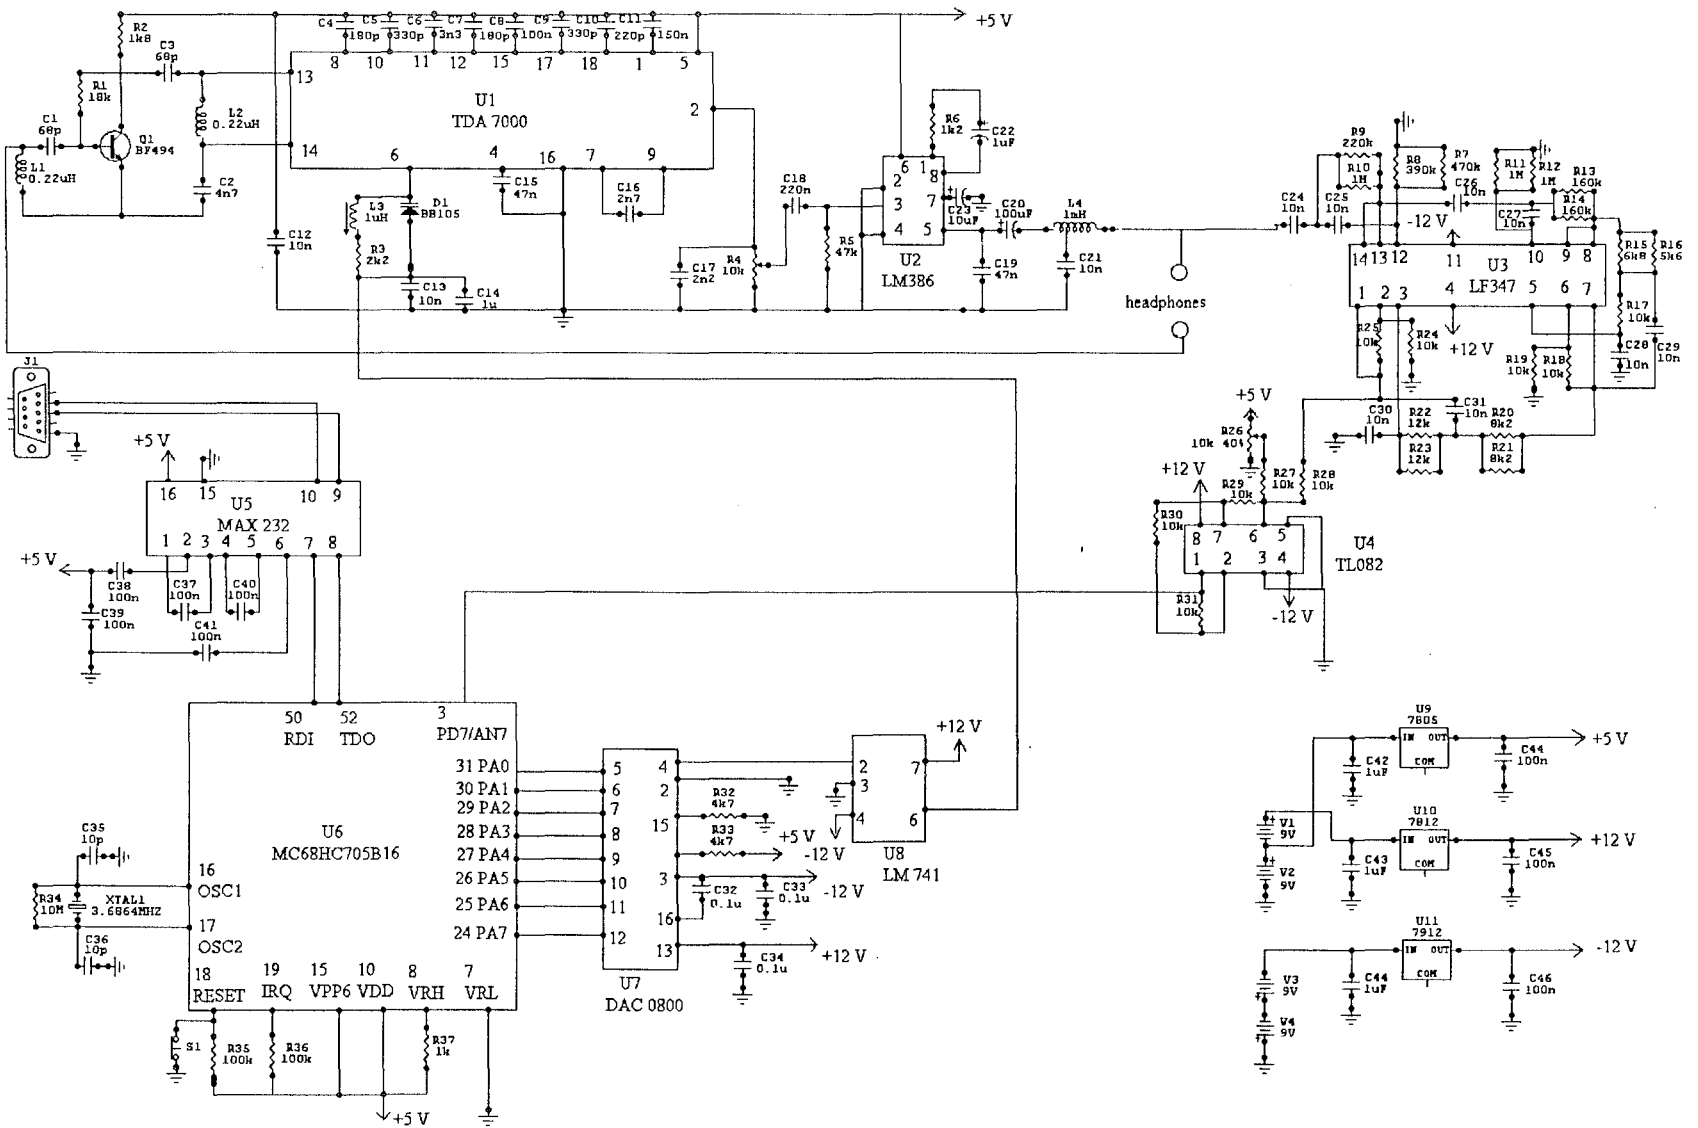 R2
1k8
C3
68p
R1
18k
C1
68p
L1
0.22uH
Q1
BF494
L2
0.22uH
C2
4n7
C12
10n
C4
180p
C5
330p
C6
3n3
C7
180p
C8
100n
C9
330p
C10
220p
C11
150n
+5 V
8 10 11 12 15 17 18 1 5
13
U1
TDA 7000
2
14
6 4 16 7 9
L3
1uH
D1
BB105
R3
2k2
C13
10n
C14
1u
C15
47n
C16
2n7
C17
2n2
R4
10k
C18
220n
R5
47k
R6
1k2
C22
1uF
6 1
8
2
3
7
4
5
U2
LM386
C23
10uF
C20
100uF
C19
47n
L4
1mH
C21
10n
headphones
C24
10n
C25
10n
R9
220k
R10
1M
R8
390k
R7
470k
C26
10n
R11
1M
R12
1M
R13
160k
R14
160k
C27
10n
-12 V
14 13 12 11 10 9 8
U3
LF347
1 2 3 4 5 6 7
R15
6k8
R16
5k6
R17
10k
C28
10n
C29
10n
R25
10k
R24
10k
+12 V
R19
10k
R18
10k
C30
10n
R22
12k
R23
12k
C31
10n
R20
8k2
R21
8k2
+5 V
R26
10k 40%
R27
10k
R28
10k
+12 V
R29
10k
R30
10k
8 7 6 5
1 2 3 4
U4
TL082
R31
10k
-12 V
J1
+5 V
16 15 10 9
U5
MAX 232
1 2 3 4 5 6 7 8
+5 V
C38
100n
C37
100n
C40
100n
C39
100n
C41
100n
50
RDI
52
TDO
3
PD7/AN7
31 PA0
30 PA1
29 PA2
28 PA3
27 PA4
26 PA5
25 PA6
24 PA7
U6
MC68HC705B16
16
OSC1
17
OSC2
18
RESET
19
IRQ
15
VPP6
10
VDD
8
VRH
7
VRL
C35
10p
R34
10M
XTAL1
3.6864MHZ
C36
10p
S1
R35
100k
R36
100k
R37
1k
+5 V
5
6
7
8
9
10
11
12
4
2
15
3
16
13
U7
DAC 0800
R32
4k7
R33
4k7
+5 V
-12 V
C32
0.1u
C33
0.1u
-12 V
C34
0.1u
+12 V
2
3
4
7
6
U8
LM 741
+12 V
U9
7805
IN OUT
COM
C42
1uF
C44
100n
+5 V
V1
9V
V2
9V
U10
7812
IN OUT
COM
C43
1uF
C45
100n
+12 V
U11
7912
IN OUT
COM
V3
9V
V4
9V
C44
1uF
C46
100n
-12 V